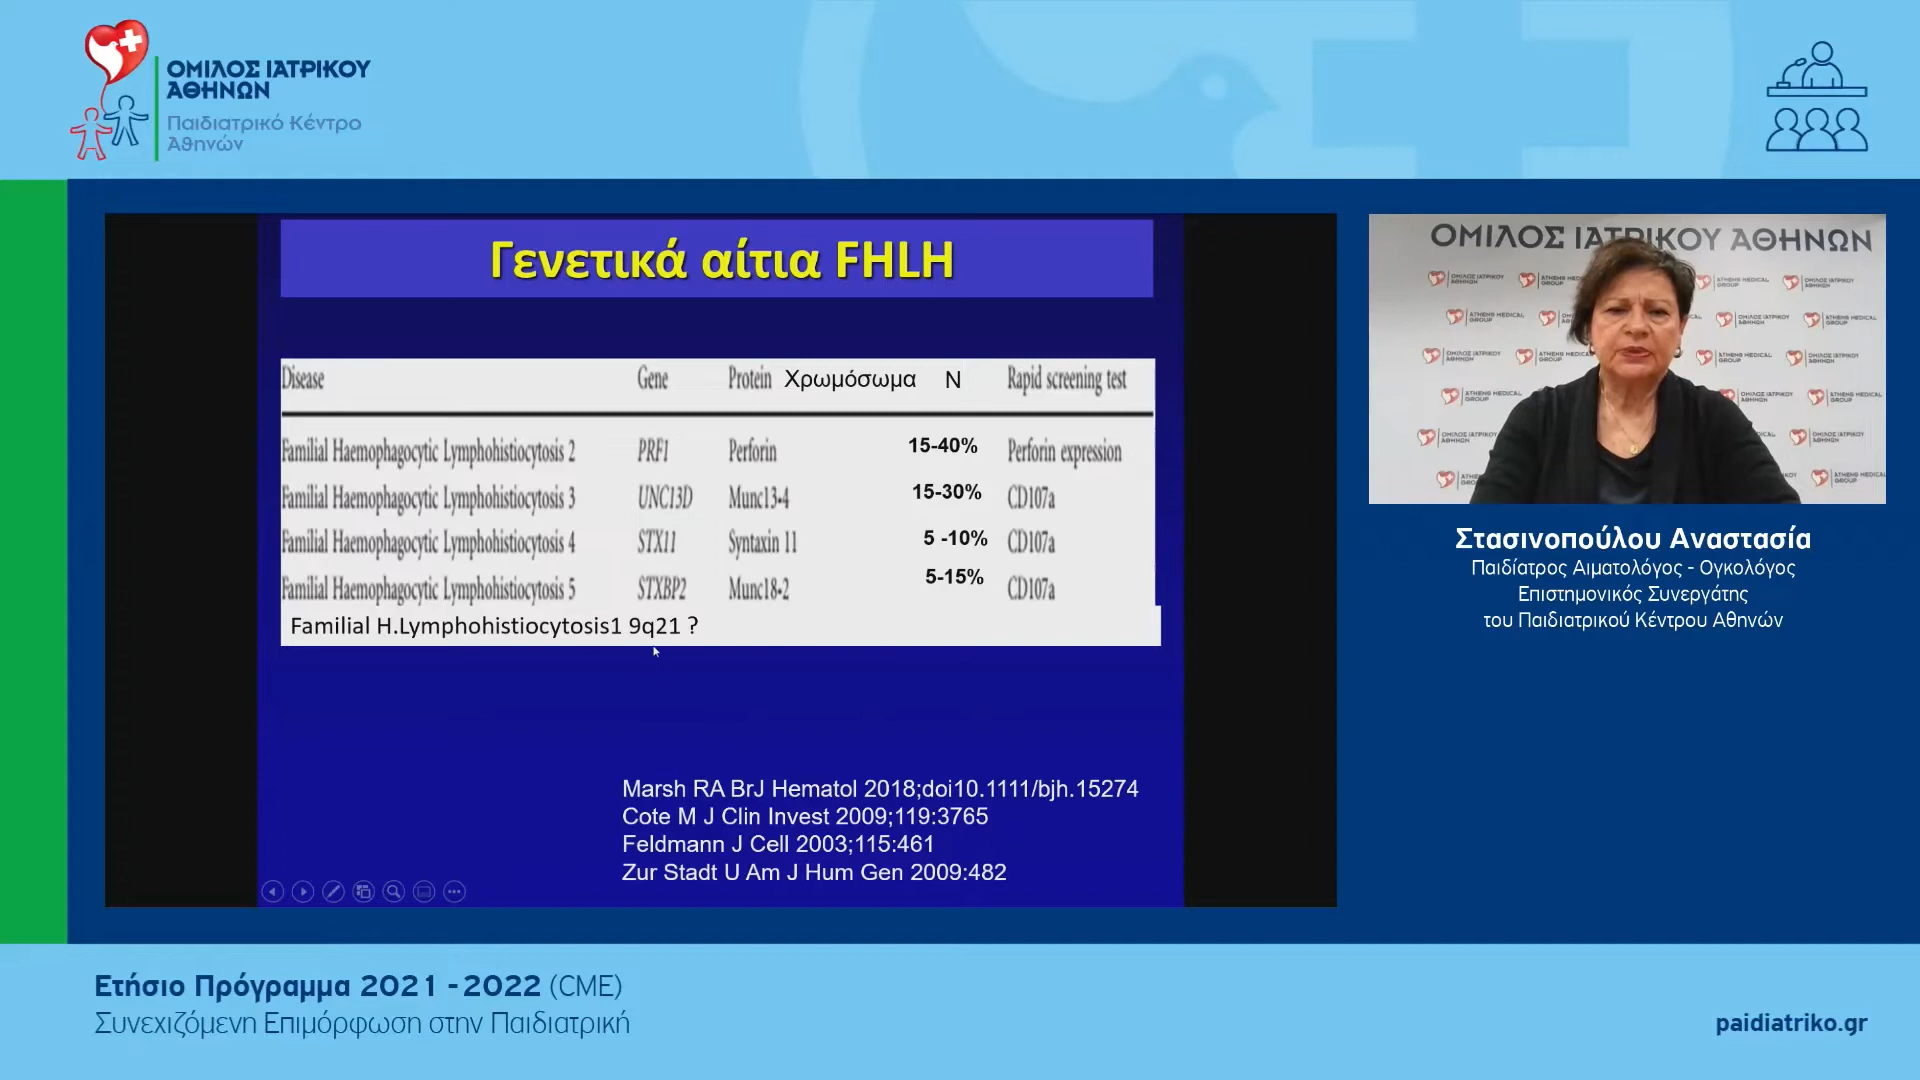 ΟΜΙΛΟΣ ΙΑΤΡΙΚΟΥ
ΑΘΗΝΩΝ
Παιδιατρικό Κέντρο
Αθηνών
Γενετικά αίτια FHLH
Disease Gene Protein Χρωμόσωμα N Rapid screening test
Familial Haemophagocytic Lymphohistiocytosis 2 PRF1 Perforin 15-40% Perforin expression
Familial Haemophagocytic Lymphohistiocytosis 3 UNC13D Munc13-4 15-30% CD107a
Familial Haemophagocytic Lymphohistiocytosis 4 STX11 Syntaxin 11 5 -10% CD107a
Familial Haemophagocytic Lymphohistiocytosis 5 STXBP2 Munc18-2 5-15% CD107a
Familial H.Lymphohistiocytosis1 9q21 ?
Marsh RA BrJ Hematol 2018;doi10.1111/bjh.15274
Cote M J Clin Invest 2009;119:3765
Feldmann J Cell 2003;115:461
Zur Stadt U Am J Hum Gen 2009:482
ΟΜΙΛΟΣ ΙΑΤΡΙΚΟΥ ΑΘΗΝΩΝ
ATHENS MEDICAL
GROUP
Στασινοπούλου Αναστασία
Παιδίατρος Αιματολόγος - Ογκολόγος
Επιστημονικός Συνεργάτης
του Παιδιατρικού Κέντρου Αθηνών
Ετήσιο Πρόγραμμα 2021 - 2022 (CME)
Συνεχιζόμενη Επιμόρφωση στην Παιδιατρική
paidiatriko.gr